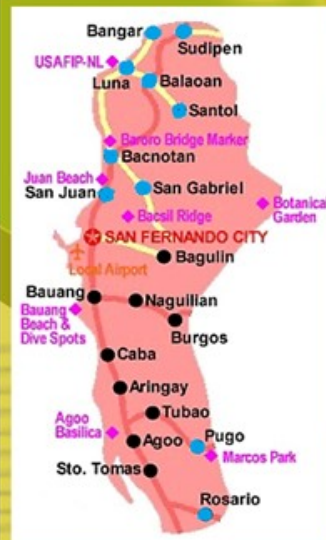 Bangar
Sudipen
USAFIP-NL
Luna
Balaoan
Santol
Baroro Bridge Marker
Bacnotan
Juan Beach
San Juan
San Gabriel
Botanical
Garden
Bacsil Ridge
SAN FERNANDO CITY
Local Airport
Bagulin
Bauang
Naguilian
Bauang
Beach &
Dive Spots
Burgos
Caba
Aringay
Tubao
Agoo
Basilica
Agoo
Pugo
Marcos Park
Sto. Tomas
Rosario